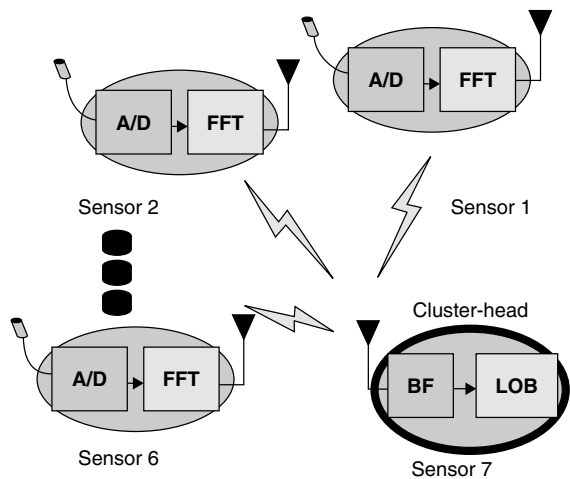 A/D
FFT
A/D
FFT
Sensor 2
Sensor 1
Cluster-head
A/D
FFT
BF
LOB
Sensor 6
Sensor 7